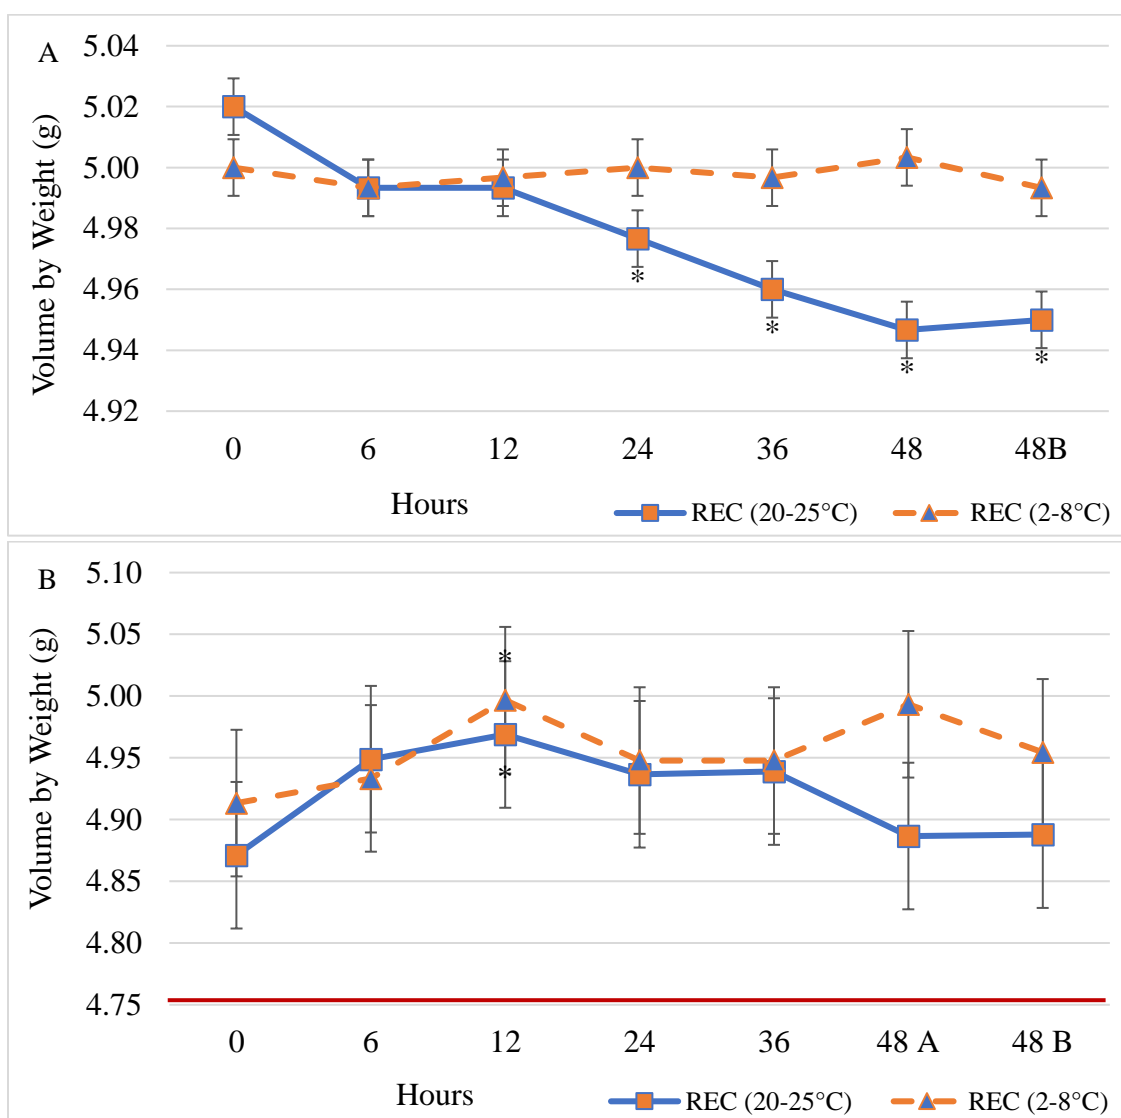 A
Volume by Weight (g)
5.04
5.02
5.00
4.98
4.96
4.94
4.92
*
*
*
*
0 6 12 24 36 48 48B
Hours
REC (20-25°C) REC (2-8°C)
B
Volume by Weight (g)
5.10
5.05
5.00
4.95
4.90
4.85
4.80
4.75
*
*
0 6 12 24 36 48 A 48 B
Hours
REC (20-25°C) REC (2-8°C)